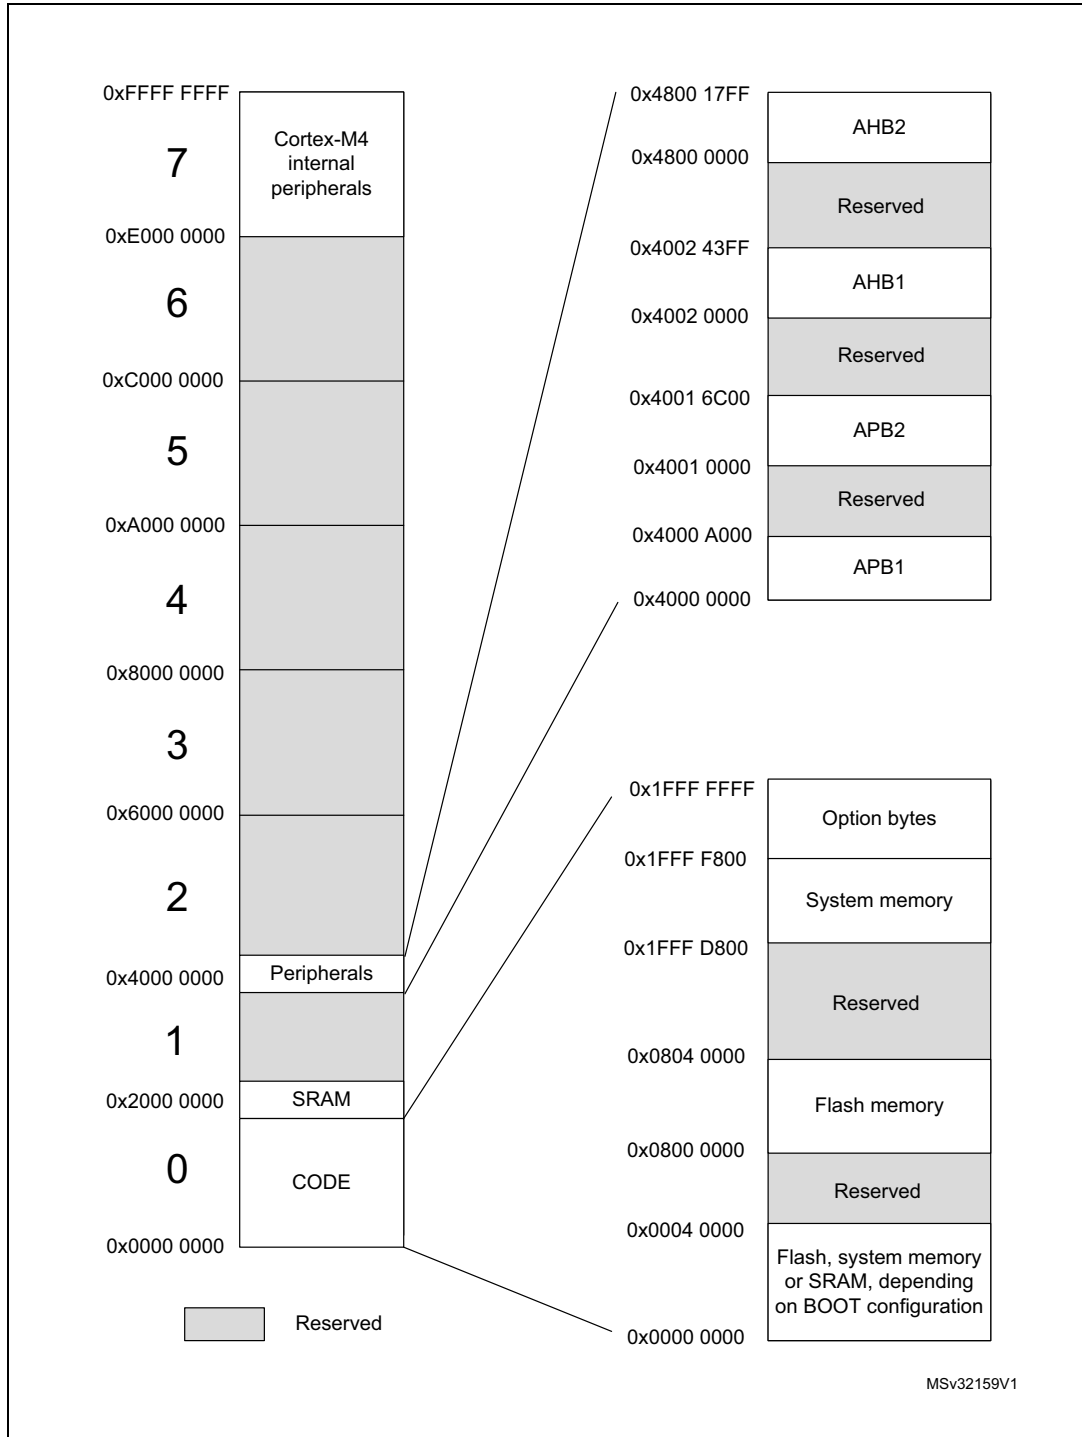 0xFFFF FFFF
7
Cortex-M4
internal
peripherals
0xE000 0000
6
0xC000 0000
5
0xA000 0000
4
0x8000 0000
3
0x6000 0000
2
Peripherals
0x4000 0000
1
SRAM
0x2000 0000
0
CODE
0x0000 0000
Reserved
0x4800 17FF
AHB2
0x4800 0000
Reserved
0x4002 43FF
AHB1
0x4002 0000
Reserved
0x4001 6C00
APB2
0x4001 0000
Reserved
0x4000 A000
APB1
0x4000 0000
0x1FFF FFFF
Option bytes
0x1FFF F800
System memory
0x1FFF D800
Reserved
0x0804 0000
Flash memory
0x0800 0000
Reserved
0x0004 0000
Flash, system memory
or SRAM, depending
on BOOT configuration
0x0000 0000
MSv32159V1